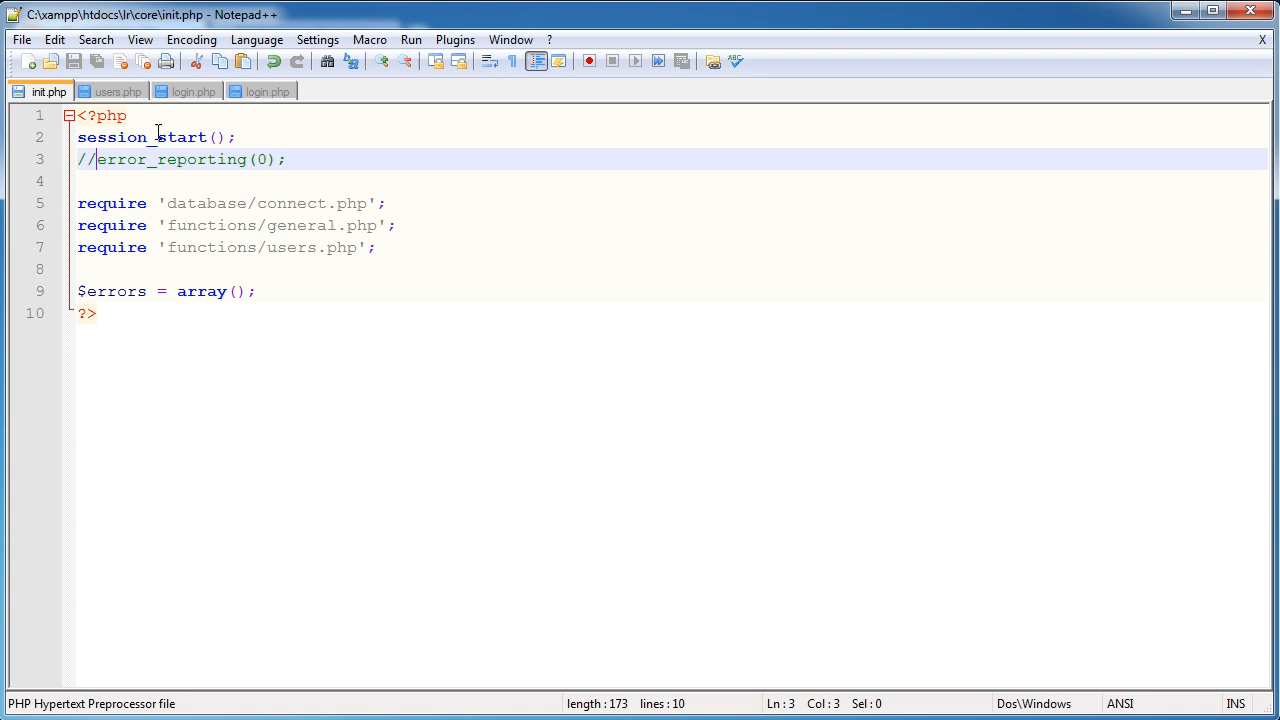 C:\xampp\htdocs\lr\core\init.php - Notepad++
File Edit Search View Encoding Language Settings Macro Run Plugins Window ? X
init.php users.php login.php login.php
1 <?php
2 session_start();
3 //error_reporting(0);
4
5 require 'database/connect.php';
6 require 'functions/general.php';
7 require 'functions/users.php';
8
9 $errors = array();
10 ?>
PHP Hypertext Preprocessor file length : 173 lines : 10 Ln : 3 Col : 3 Sel : 0 Dos\Windows ANSI INS